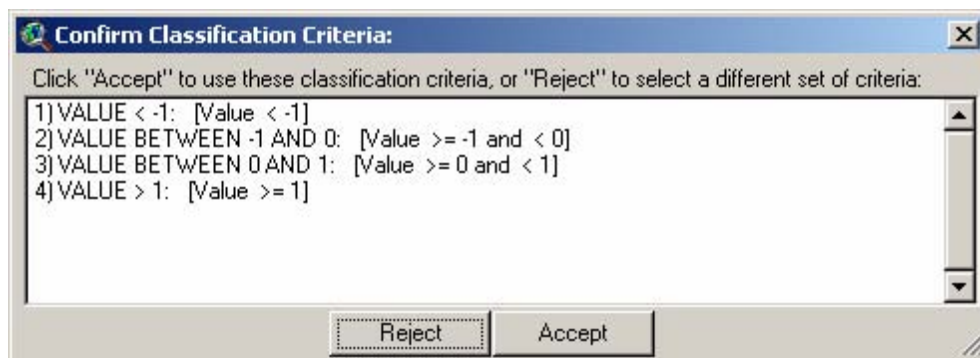 Confirm Classification Criteria:
Click "Accept" to use these classification criteria, or "Reject" to select a different set of criteria:
1) VALUE < -1: [Value < -1]
2) VALUE BETWEEN -1 AND 0: [Value >= -1 and < 0]
3) VALUE BETWEEN 0 AND 1: [Value >= 0 and < 1]
4) VALUE > 1: [Value >= 1]
Reject Accept